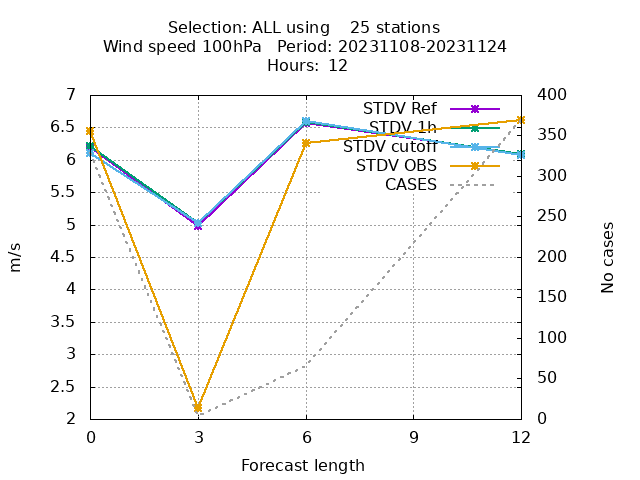 Selection: ALL using    25 stations
Wind speed 100hPa   Period: 20231108-20231124
Hours:  12
7
6.5
6
5.5
5
4.5
4
3.5
3
2.5
2
400
350
300
250
200
150
100
50
0
STDV Ref
STDV 1h
STDV cutoff
STDV OBS
CASES
m/s
No cases
0 3 6 9 12
Forecast length